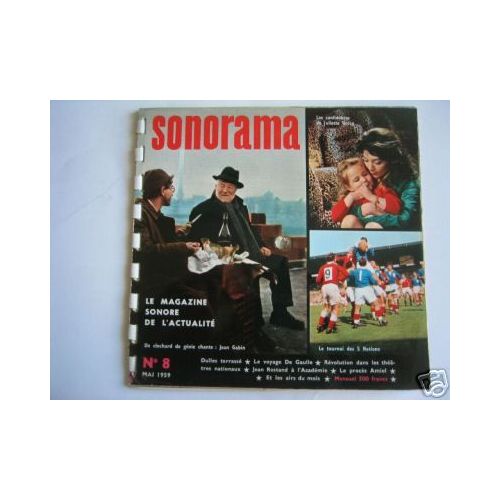 sonorama
Les confidences
de Juliette Gréco
LE MAGAZINE
SONORE
DE L'ACTUALITÉ
Un clochard de génie chante : Jean Gabin
Le tournoi des 5 Nations
9
N° 8
MAI 1959
Dulles terrassé ★ Le voyage De Gaulle ★ Révolution dans les théâ-
tres nationaux ★ Jean Rostand à l'Académie ★ Le procès Amiel ★
★ Et les airs du mois ★ Mensuel 500 francs ★